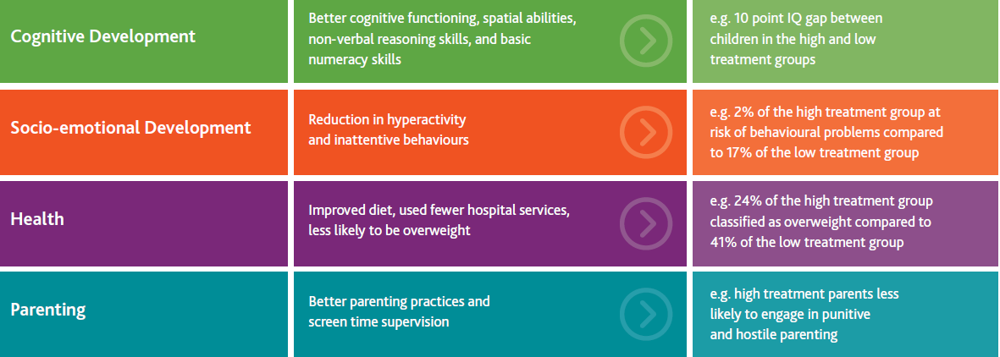 Cognitive Development
Better cognitive functioning, spatial abilities,
non-verbal reasoning skills, and basic
numeracy skills
e.g. 10 point IQ gap between
children in the high and low
treatment groups
Socio-emotional Development
Reduction in hyperactivity
and inattentive behaviours
e.g. 2% of the high treatment group at
risk of behavioural problems compared
to 17% of the low treatment group
Health
Improved diet, used fewer hospital services,
less likely to be overweight
e.g. 24% of the high treatment group
classified as overweight compared to
41% of the low treatment group
Parenting
Better parenting practices and
screen time supervision
e.g. high treatment parents less
likely to engage in punitive
and hostile parenting